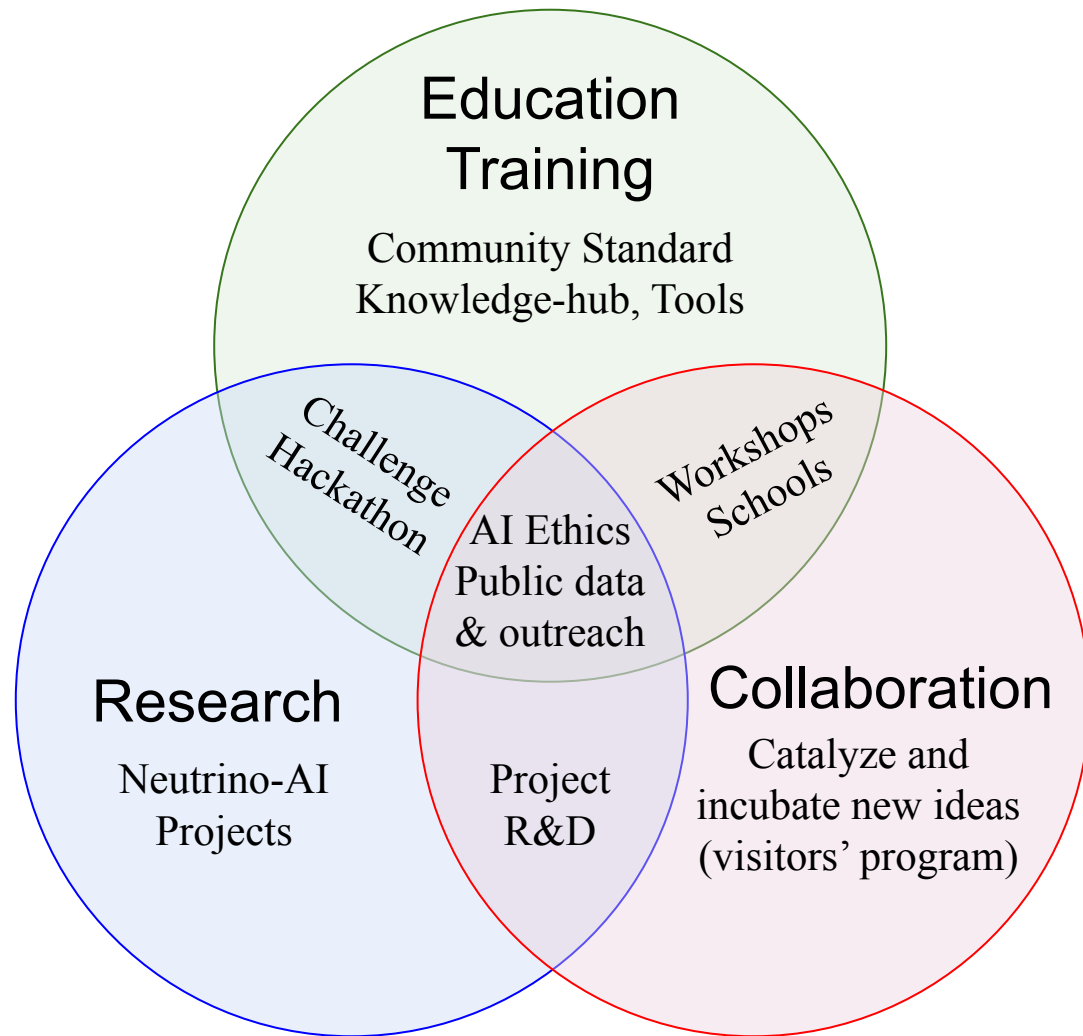 Education
Training
Community Standard
Knowledge-hub, Tools
Challenge
Hackathon
Workshops
Schools
AI Ethics
Public data
& outreach
Research
Neutrino-AI
Projects
Project
R&D
Collaboration
Catalyze and
incubate new ideas
(visitors’ program)